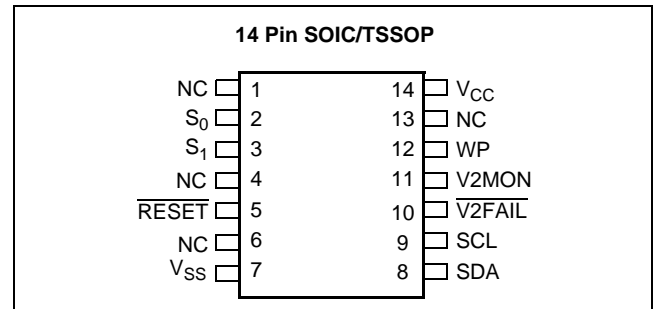 14 Pin SOIC/TSSOP
NC 1 14 VCC
S0 2 13 NC
S1 3 12 WP
NC 4 11 V2MON
RESET 5 10 V2FAIL
NC 6 9 SCL
VSS 7 8 SDA